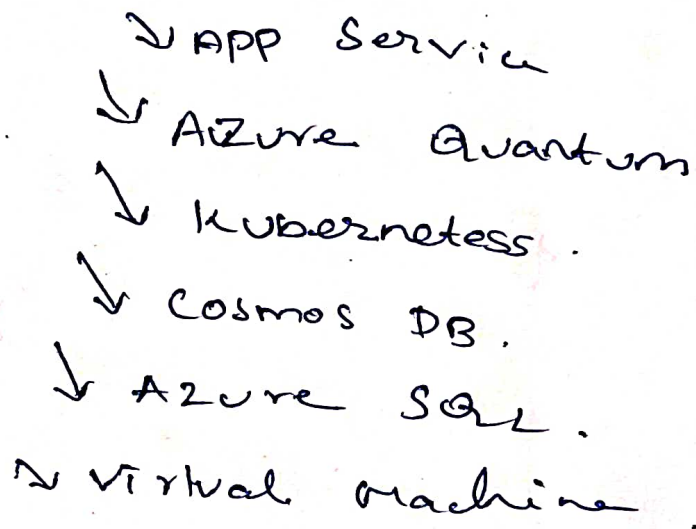 ↘ APP Service
↘ Azure Quantum
↘ Kubernetess.
↘ Cosmos DB.
↘ Azure SQL.
↘ Virtual Machine